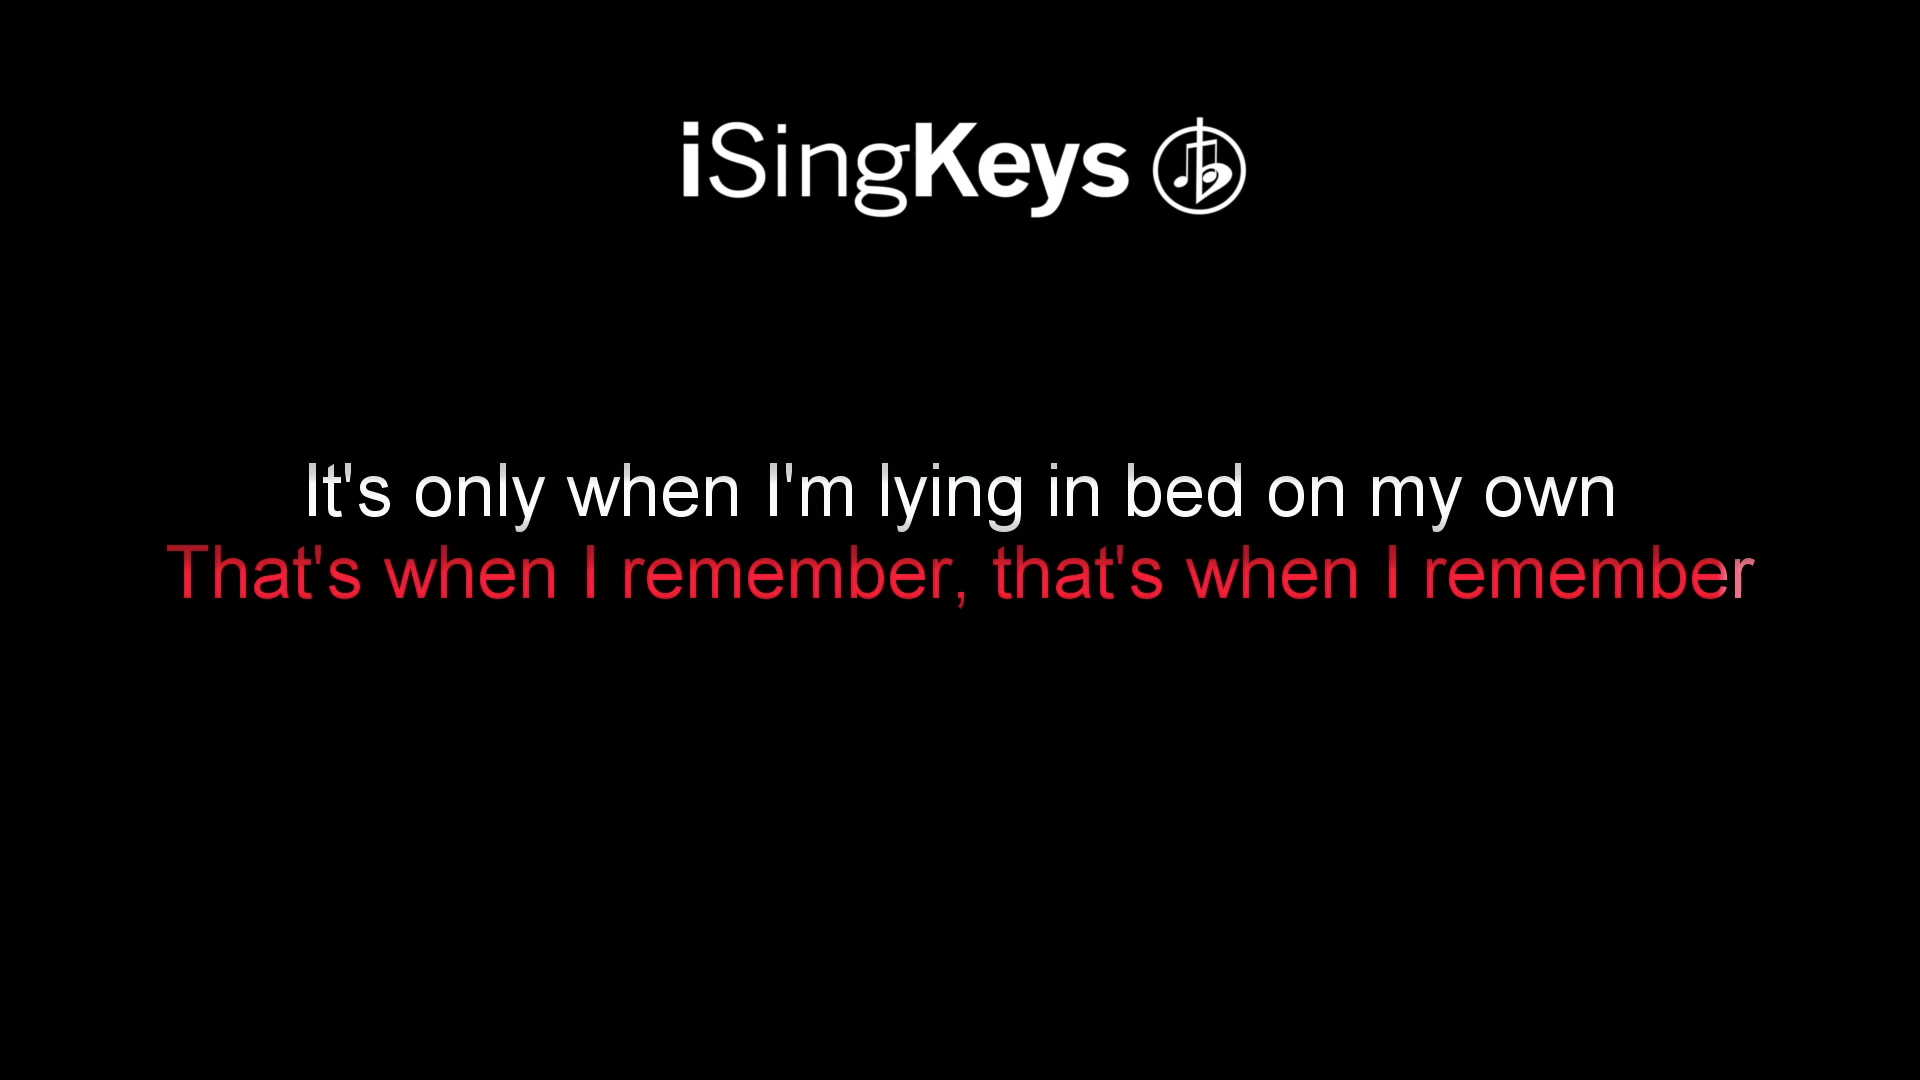 iSingKeys
It's only when I'm lying in bed on my own
That's when I remember, that's when I remember